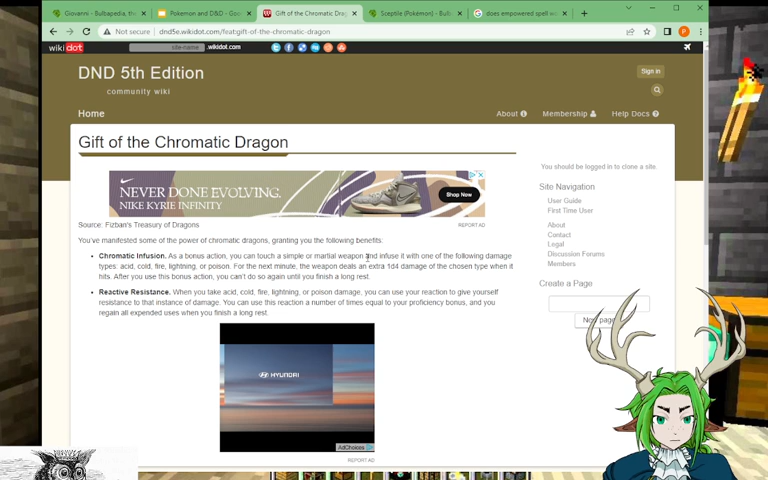 Giovanni - Bulbapedia, the
Pokemon and D&D - Goo
Gift of the Chromatic Drag
Sceptile (Pokémon) - Bulb
does empowered spell wo
Not secure | dnd5e.wikidot.com/feat:gift-of-the-chromatic-dragon
wiki dot
site-name .wikidot.com
DND 5th Edition
Sign in
community wiki
Home
About
Membership
Help Docs
Gift of the Chromatic Dragon
You should be logged in to clone a site.
NEVER DONE EVOLVING.
NIKE KYRIE INFINITY
Shop Now
Site Navigation
User Guide
First Time User
Source: Fizban's Treasury of Dragons
REPORT AD
About
Contact
Legal
Discussion Forums
Members
You've manifested some of the power of chromatic dragons, granting you the following benefits:
Chromatic Infusion. As a bonus action, you can touch a simple or martial weapon and infuse it with one of the following damage
types: acid, cold, fire, lightning, or poison. For the next minute, the weapon deals an extra 1d4 damage of the chosen type when it
hits. After you use this bonus action, you can't do so again until you finish a long rest.
Create a Page
Reactive Resistance. When you take acid, cold, fire, lightning, or poison damage, you can use your reaction to give yourself
resistance to that instance of damage. You can use this reaction a number of times equal to your proficiency bonus, and you
regain all expended uses when you finish a long rest.
New page
HYUNDAI
AdChoices
REPORT AD